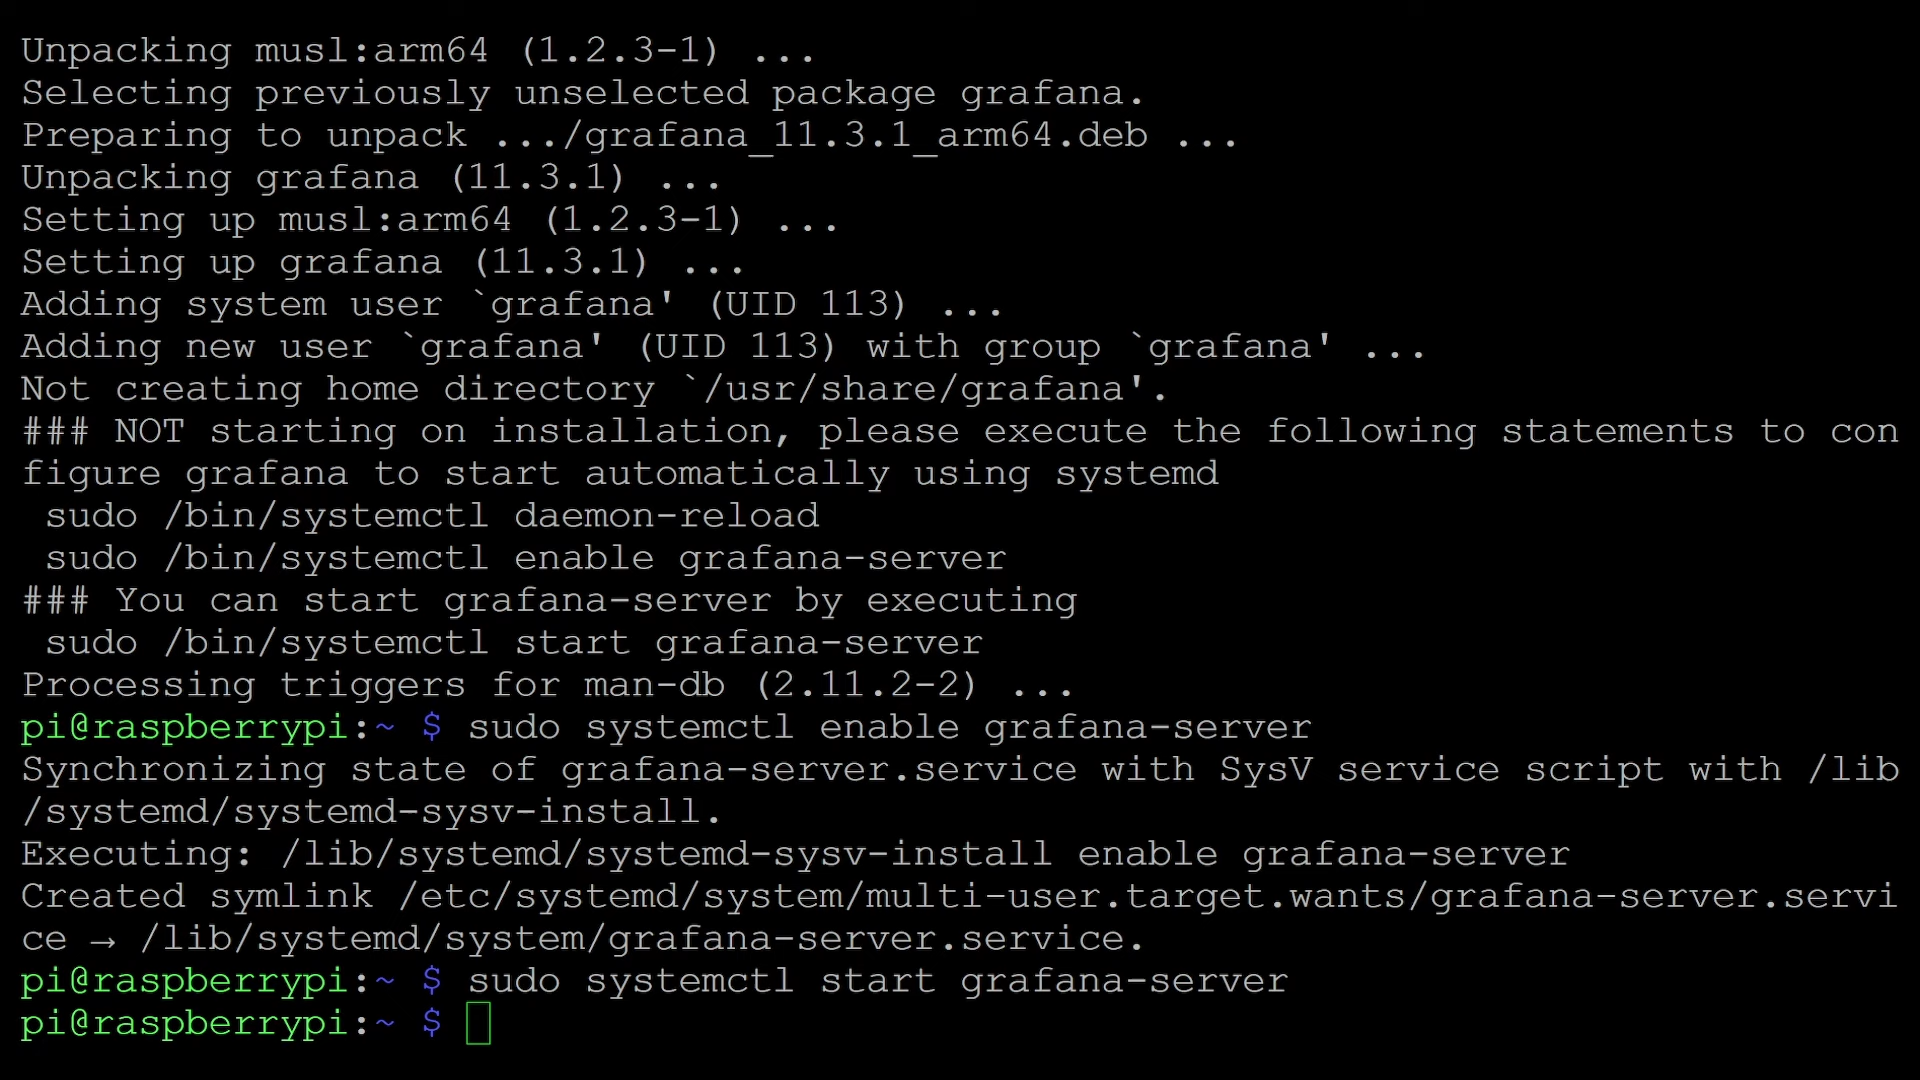 Unpacking musl:arm64 (1.2.3-1) ...
Selecting previously unselected package grafana.
Preparing to unpack .../grafana_11.3.1_arm64.deb ...
Unpacking grafana (11.3.1) ...
Setting up musl:arm64 (1.2.3-1) ...
Setting up grafana (11.3.1) ...
Adding system user `grafana' (UID 113) ...
Adding new user `grafana' (UID 113) with group `grafana' ...
Not creating home directory `/usr/share/grafana'.
### NOT starting on installation, please execute the following statements to con
figure grafana to start automatically using systemd
 sudo /bin/systemctl daemon-reload
 sudo /bin/systemctl enable grafana-server
### You can start grafana-server by executing
 sudo /bin/systemctl start grafana-server
Processing triggers for man-db (2.11.2-2) ...
pi@raspberrypi:~ $ sudo systemctl enable grafana-server
Synchronizing state of grafana-server.service with SysV service script with /lib
/systemd/systemd-sysv-install.
Executing: /lib/systemd/systemd-sysv-install enable grafana-server
Created symlink /etc/systemd/system/multi-user.target.wants/grafana-server.servi
ce → /lib/systemd/system/grafana-server.service.
pi@raspberrypi:~ $ sudo systemctl start grafana-server
pi@raspberrypi:~ $